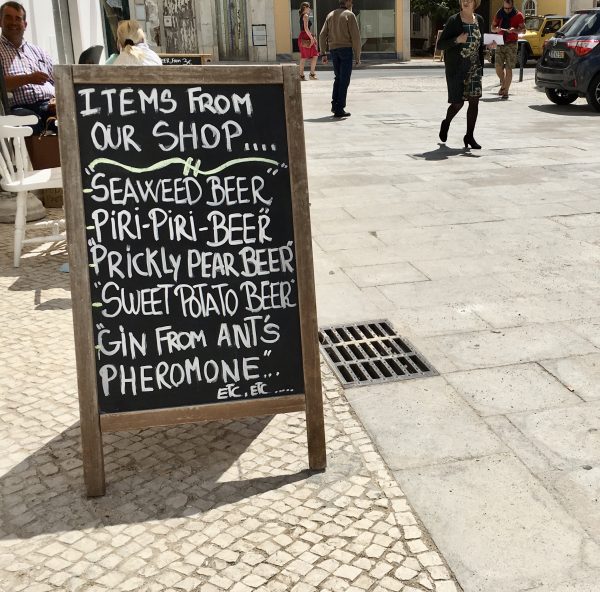 ITEMS FROM
OUR SHOP....
"SEAWEED BEER"
-PIRI-PIRI-BEER"
"PRICKLY PEAR BEER"
-"SWEET POTATO BEER"
-"GIN FROM ANT'S
PHEROMONE"...
ETC, ETC .....